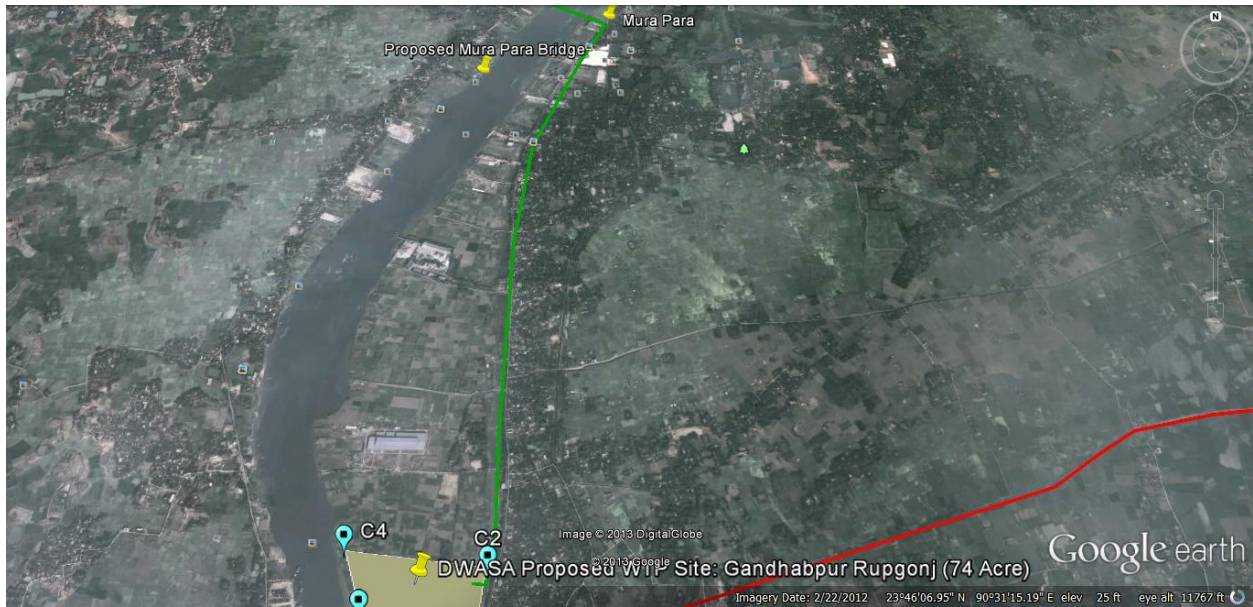 N
Mura Para
Proposed Mura Para Bridge
C4
C2
Image © 2013 DigitalGlobe
© 2013 Google
DWASA Proposed WTP Site: Gandhabpur Rupgonj (74 Acre)
Google earth
Imagery Date: 2/22/2012 23°46'06.95" N 90°31'15.19" E elev 25 ft eye alt 11767 ft